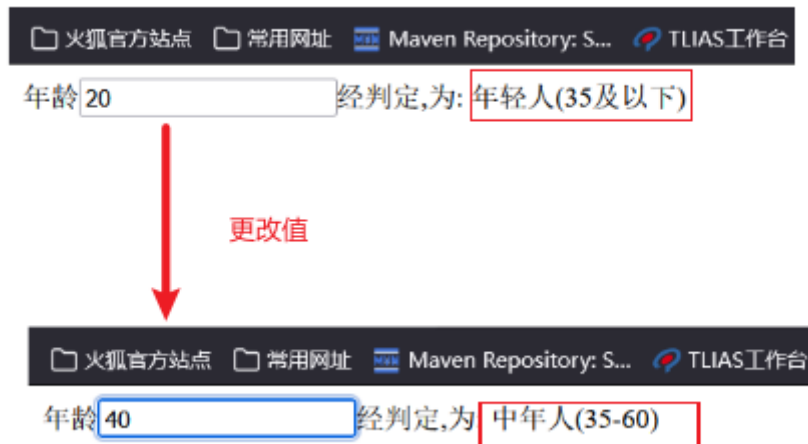 火狐官方站点 常用网址 Maven Repository: S... TLIAS工作台
年龄 20 经判定,为: 年轻人(35及以下)
更改值
火狐官方站点 常用网址 Maven Repository: S... TLIAS工作台
年龄 40 经判定,为 中年人(35-60)